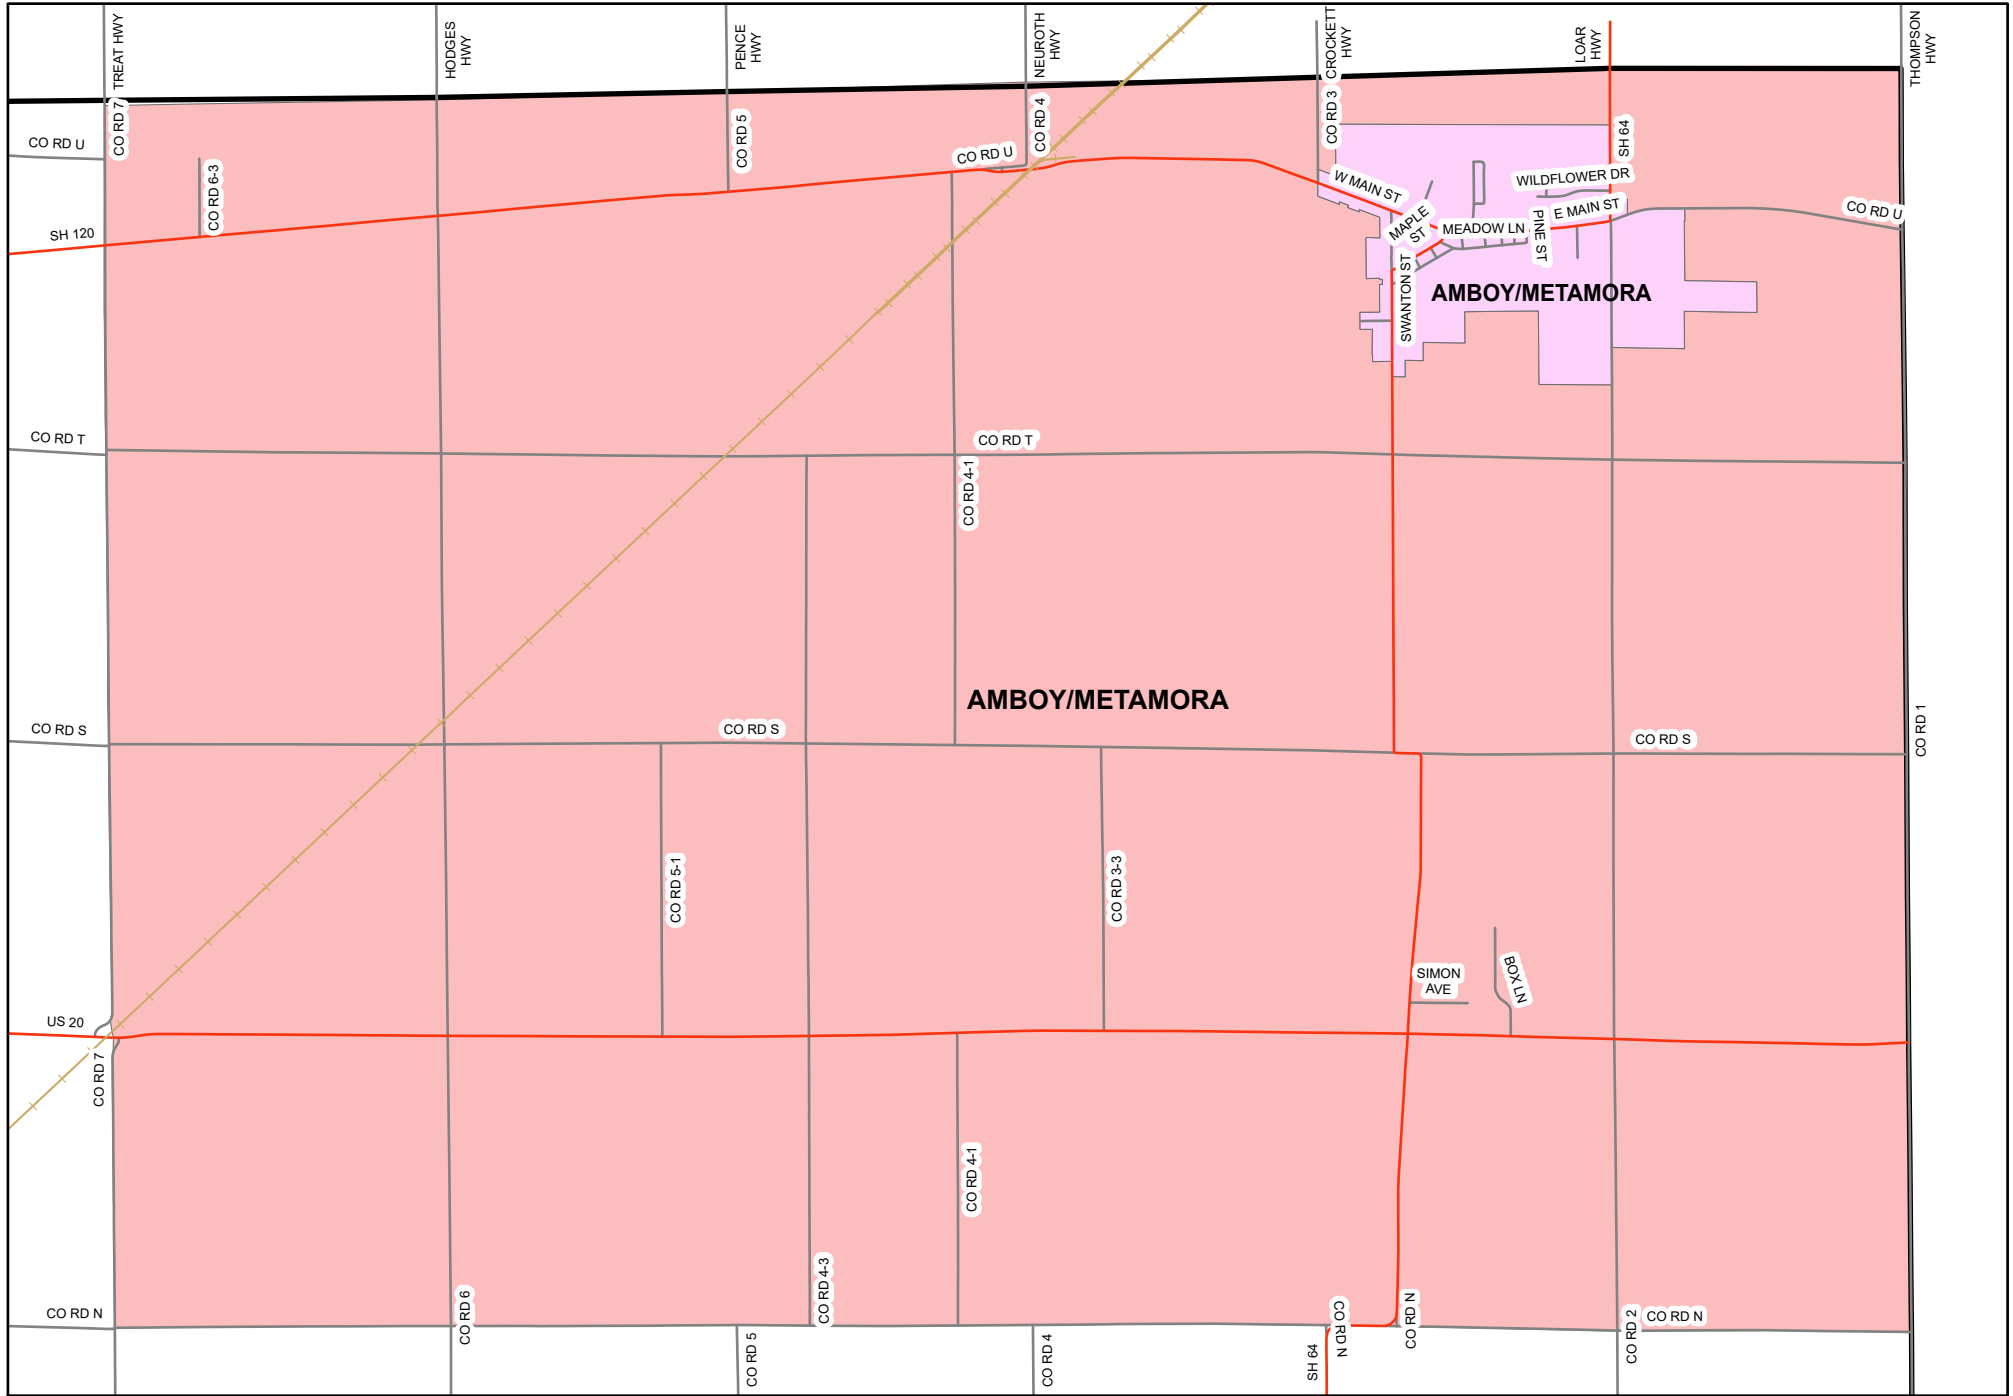 TREAT HWY
HODGES
HWY
PENCE
HWY
NEUROTH
HWY
CROCKETT
HWY
LOAR
HWY
THOMPSON
HWY
CO RD 7
CO RD 5
CO RD 4
CO RD 3
SH 64
CO RD U
CO RD 6-3
CO RD U
W MAIN ST
WILDFLOWER DR
MAPLE
ST
MEADOW LN
PINE ST
E MAIN ST
CO RD U
SH 120
SWANTON ST
AMBOY/METAMORA
CO RD T
CO RD T
CO RD 4-1
AMBOY/METAMORA
CO RD S
CO RD S
CO RD S
CO RD 1
CO RD 5-1
CO RD 3-3
SIMON
AVE
BOX LN
US 20
CO RD 7
CO RD 4-1
CO RD N
CO RD 6
CO RD 4-3
CO RD 5
CO RD 4
SH 64
CO RD N
CO RD N
CO RD 2
CO RD N